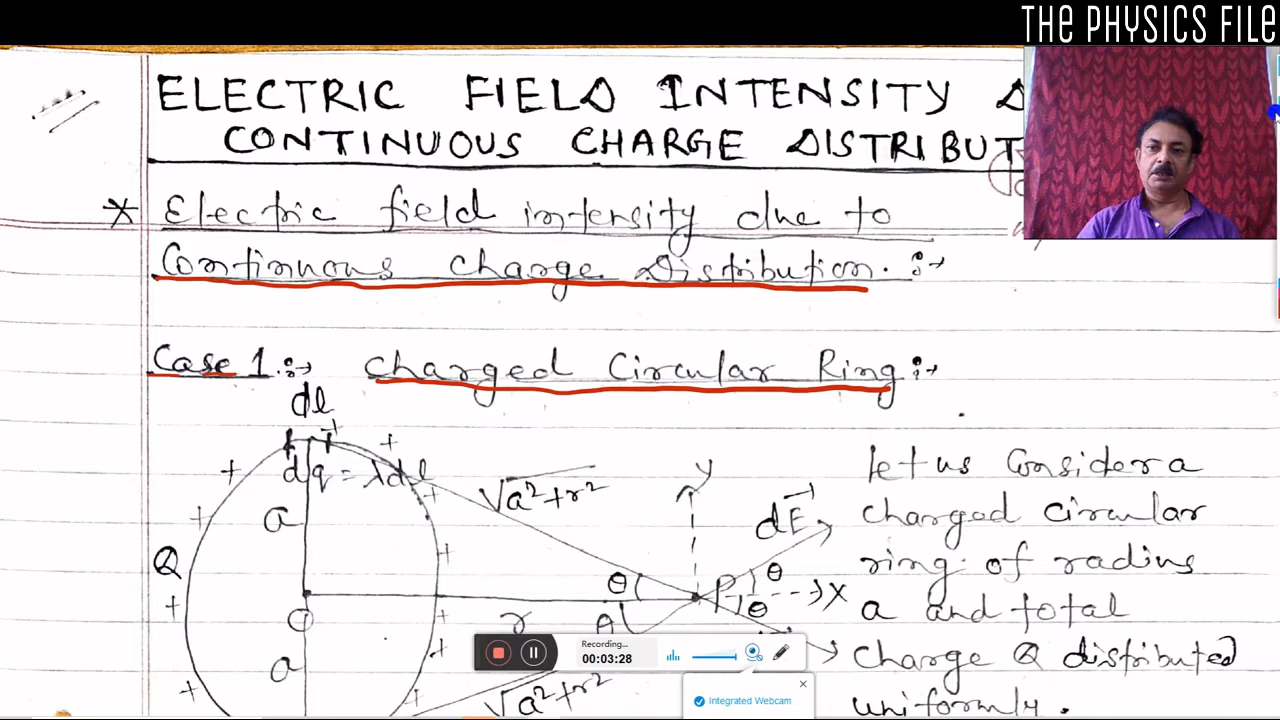 THE PHYSICS FILE
ELECTRIC FIELD INTENSITY D
CONTINUOUS CHARGE DISTRIBUT
* Electric field intensity due to
Continuous Charge Distribution :→
Case 1 :→ Charged Circular Ring :→
dl
dq = λdl
+ + + + + + + + + +
a
√a²+r²
y
dE→
Q
θ
P
θ
θ
X
O
r
A
a
√a²+r²
let us Consider a
charged circular
ring of radius
a and total
charge Q distributed
uniformly.
Recording...
00:03:28
Integrated Webcam